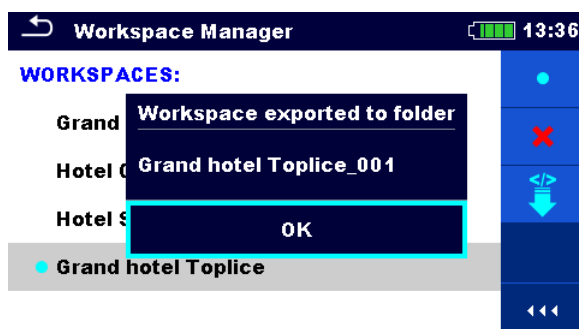 Workspace Manager 13:36
WORKSPACES:
Grand
Workspace exported to folder
Hotel
Grand hotel Toplice_001
Hotel
OK
Grand hotel Toplice